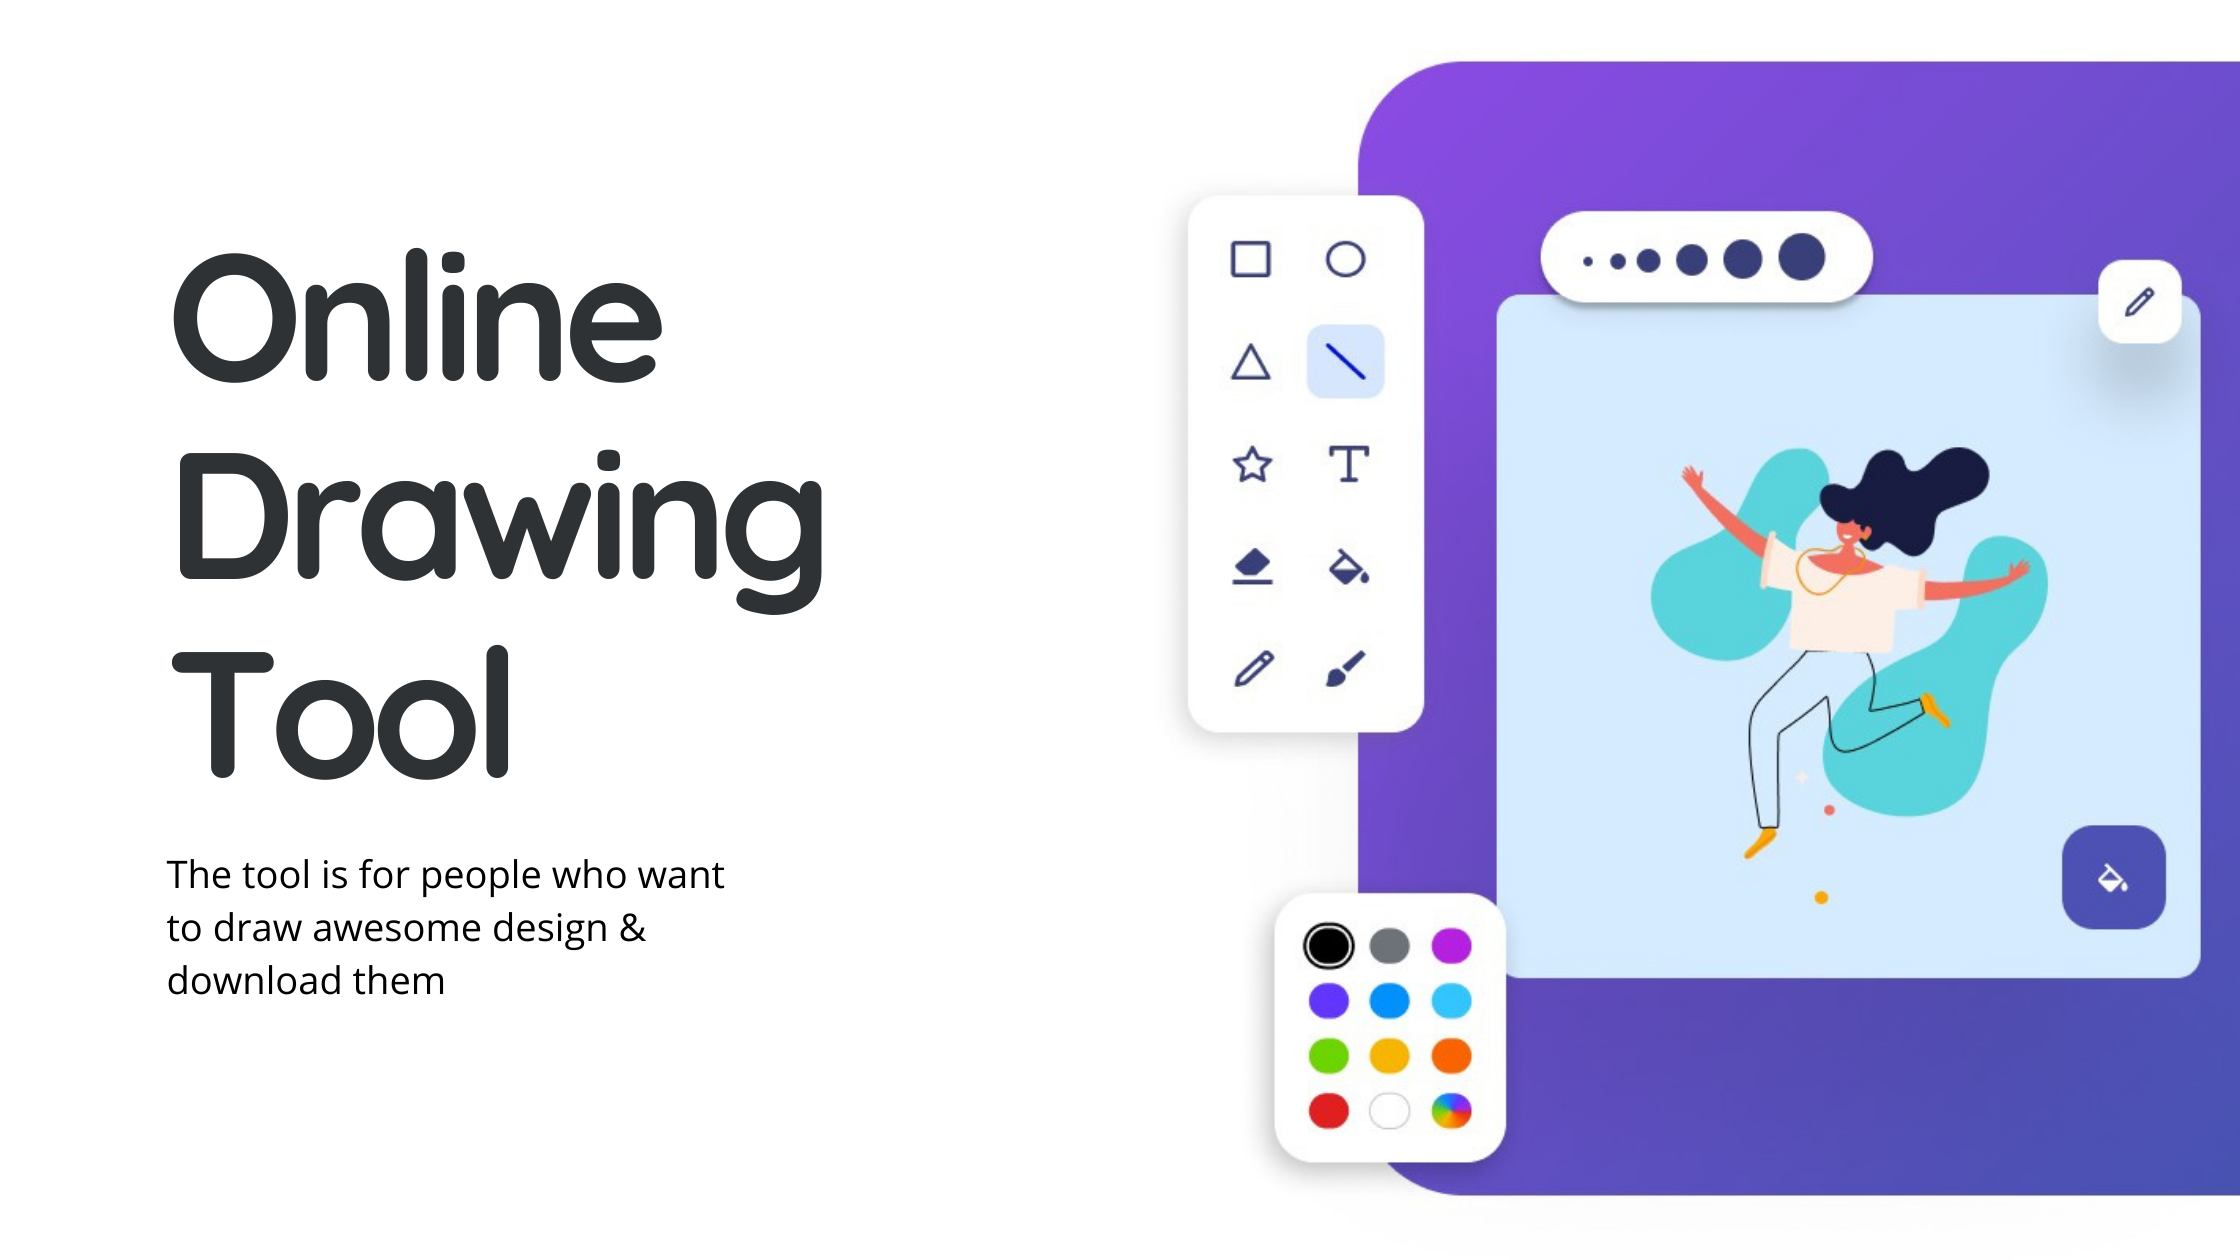 Online
Drawing
Tool
The tool is for people who want
to draw awesome design &
download them